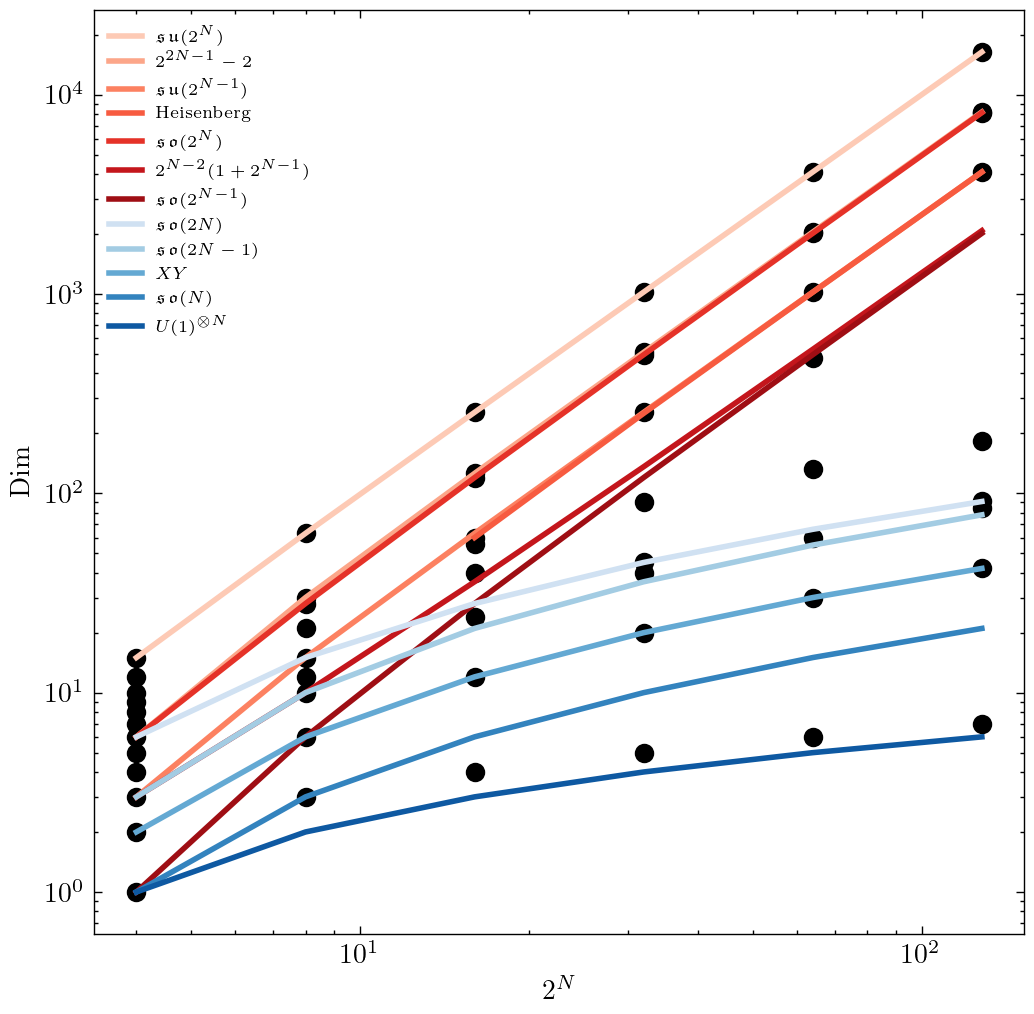 𝔰𝔲(2^N)
2^{2N−1} − 2
𝔰𝔲(2^{N−1})
Heisenberg
𝔰𝔬(2^N)
2^{N−2}(1 + 2^{N−1})
𝔰𝔬(2^{N−1})
𝔰𝔬(2N)
𝔰𝔬(2N − 1)
XY
𝔰𝔬(N)
U(1)^{⊗N}
10^4
10^3
10^2
10^1
10^0
Dim
10^1 10^2
2^N